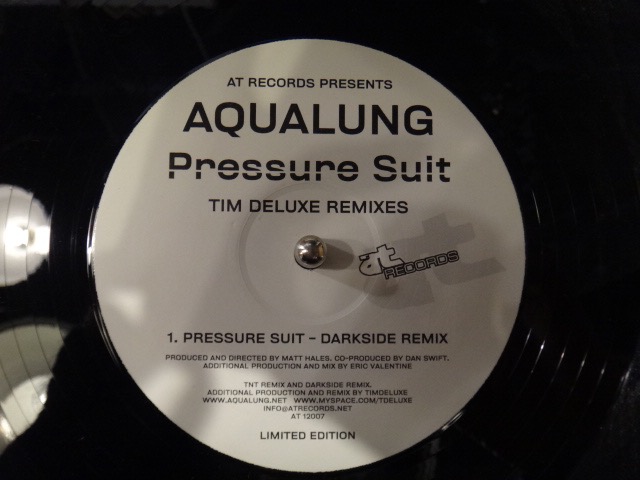 AT RECORDS PRESENTS
AQUALUNG
Pressure Suit
TIM DELUXE REMIXES
at
RECORDS
1. PRESSURE SUIT – DARKSIDE REMIX
PRODUCED AND DIRECTED BY MATT HALES. CO-PRODUCED BY DAN SWIFT.
ADDITIONAL PRODUCTION AND MIX BY ERIC VALENTINE
TNT REMIX AND DARKSIDE REMIX.
ADDITIONAL PRODUCTION AND REMIX BY TIMDELUXE
WWW.AQUALUNG.NET WWW.MYSPACE.COM/TDELUXE
INFO@ATRECORDS.NET
AT 12007
LIMITED EDITION